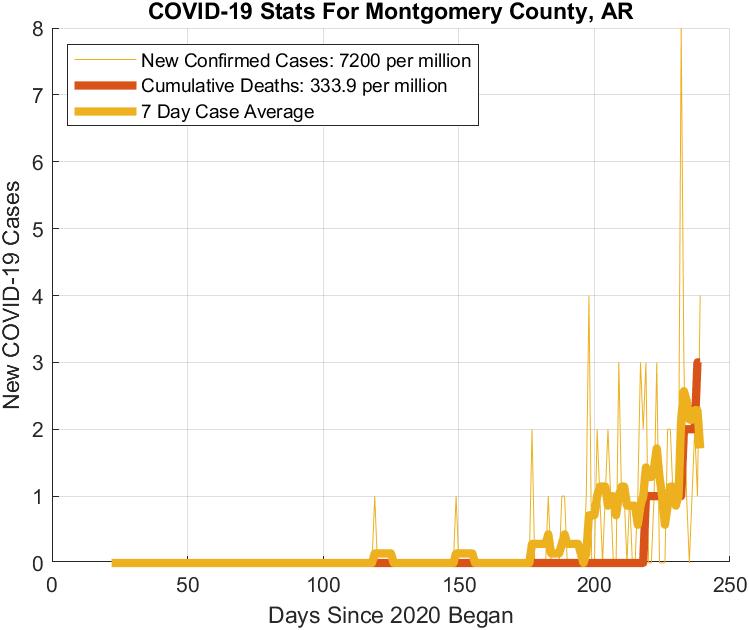 COVID-19 Stats For Montgomery County, AR
New Confirmed Cases: 7200 per million
Cumulative Deaths: 333.9 per million
7 Day Case Average
New COVID-19 Cases
8
7
6
5
4
3
2
1
0
0 50 100 150 200 250
Days Since 2020 Began